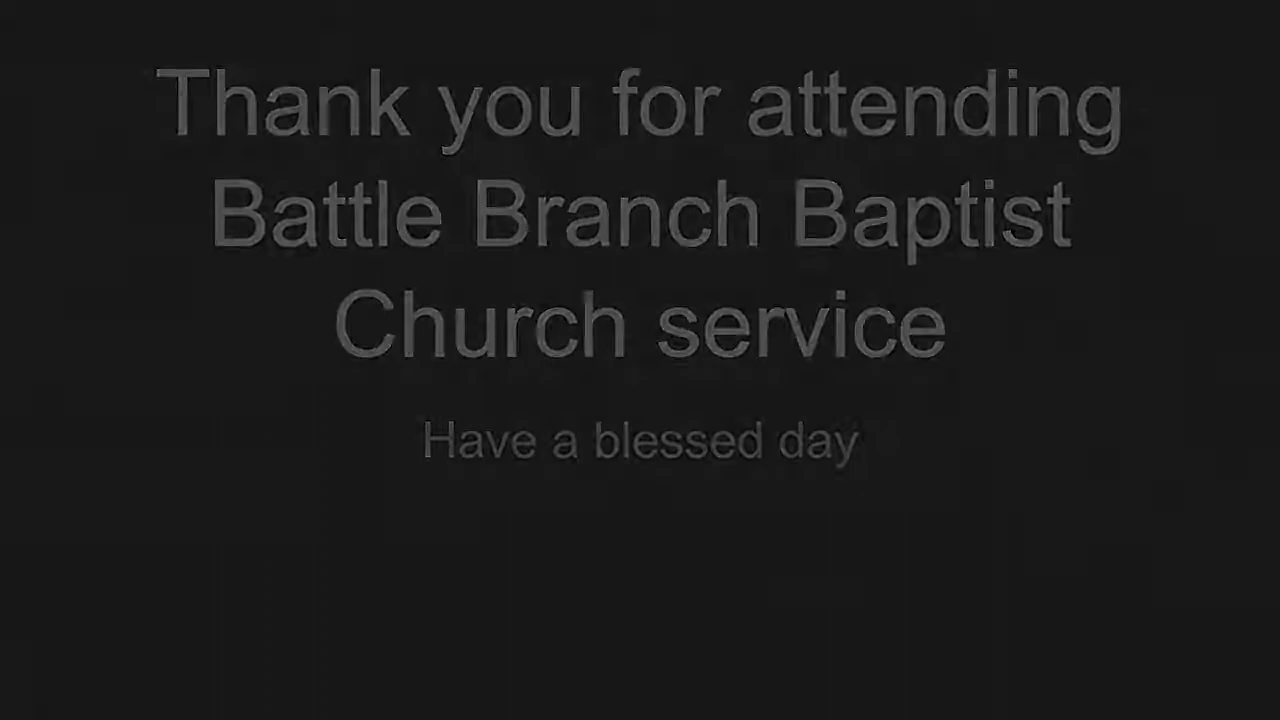 Thank you for attending
Battle Branch Baptist
Church service
Have a blessed day